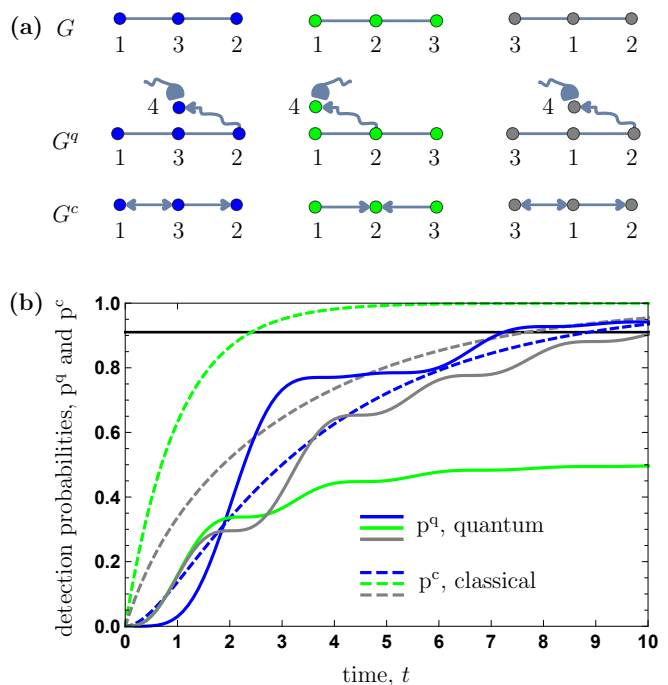 (a) G
1 3 2 1 2 3 3 1 2
4 4 4
G^q
1 3 2 1 2 3 3 1 2
G^c
1 3 2 1 2 3 3 1 2
(b)
detection probabilities, p^q and p^c
1.0
0.8
0.6
0.4
0.2
0.0
p^q, quantum
p^c, classical
0 1 2 3 4 5 6 7 8 9 10
time, t